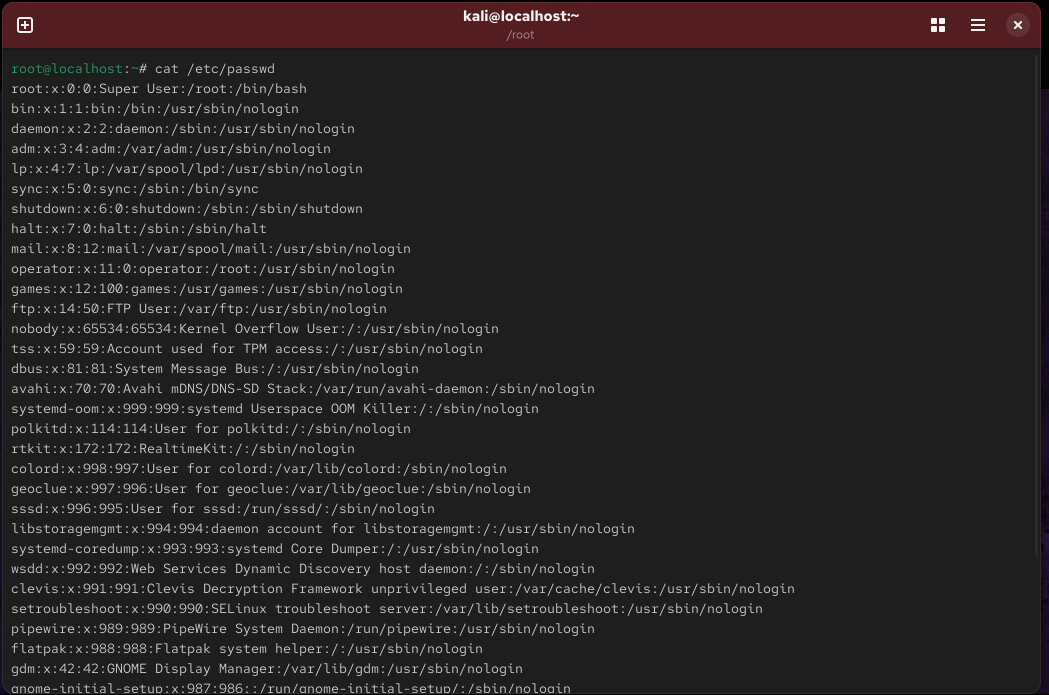 kali@localhost:~
/root
root@localhost:~# cat /etc/passwd
root:x:0:0:Super User:/root:/bin/bash
bin:x:1:1:bin:/bin:/usr/sbin/nologin
daemon:x:2:2:daemon:/sbin:/usr/sbin/nologin
adm:x:3:4:adm:/var/adm:/usr/sbin/nologin
lp:x:4:7:lp:/var/spool/lpd:/usr/sbin/nologin
sync:x:5:0:sync:/sbin:/bin/sync
shutdown:x:6:0:shutdown:/sbin:/sbin/shutdown
halt:x:7:0:halt:/sbin:/sbin/halt
mail:x:8:12:mail:/var/spool/mail:/usr/sbin/nologin
operator:x:11:0:operator:/root:/usr/sbin/nologin
games:x:12:100:games:/usr/games:/usr/sbin/nologin
ftp:x:14:50:FTP User:/var/ftp:/usr/sbin/nologin
nobody:x:65534:65534:Kernel Overflow User:/:/usr/sbin/nologin
tss:x:59:59:Account used for TPM access:/:/usr/sbin/nologin
dbus:x:81:81:System Message Bus:/:/usr/sbin/nologin
avahi:x:70:70:Avahi mDNS/DNS-SD Stack:/var/run/avahi-daemon:/sbin/nologin
systemd-oom:x:999:999:systemd Userspace OOM Killer:/:/sbin/nologin
polkitd:x:114:114:User for polkitd:/:/sbin/nologin
rtkit:x:172:172:RealtimeKit:/:/sbin/nologin
colord:x:998:997:User for colord:/var/lib/colord:/sbin/nologin
geoclue:x:997:996:User for geoclue:/var/lib/geoclue:/sbin/nologin
sssd:x:996:995:User for sssd:/run/sssd/:/sbin/nologin
libstoragemgmt:x:994:994:daemon account for libstoragemgmt:/:/usr/sbin/nologin
systemd-coredump:x:993:993:systemd Core Dumper:/:/usr/sbin/nologin
wsdd:x:992:992:Web Services Dynamic Discovery host daemon:/:/sbin/nologin
clevis:x:991:991:Clevis Decryption Framework unprivileged user:/var/cache/clevis:/usr/sbin/nologin
setroubleshoot:x:990:990:SELinux troubleshoot server:/var/lib/setroubleshoot:/usr/sbin/nologin
pipewire:x:989:989:PipeWire System Daemon:/run/pipewire:/usr/sbin/nologin
flatpak:x:988:988:Flatpak system helper:/:/usr/sbin/nologin
gdm:x:42:42:GNOME Display Manager:/var/lib/gdm:/usr/sbin/nologin
gnome-initial-setup:x:987:986::/run/gnome-initial-setup/:/sbin/nologin